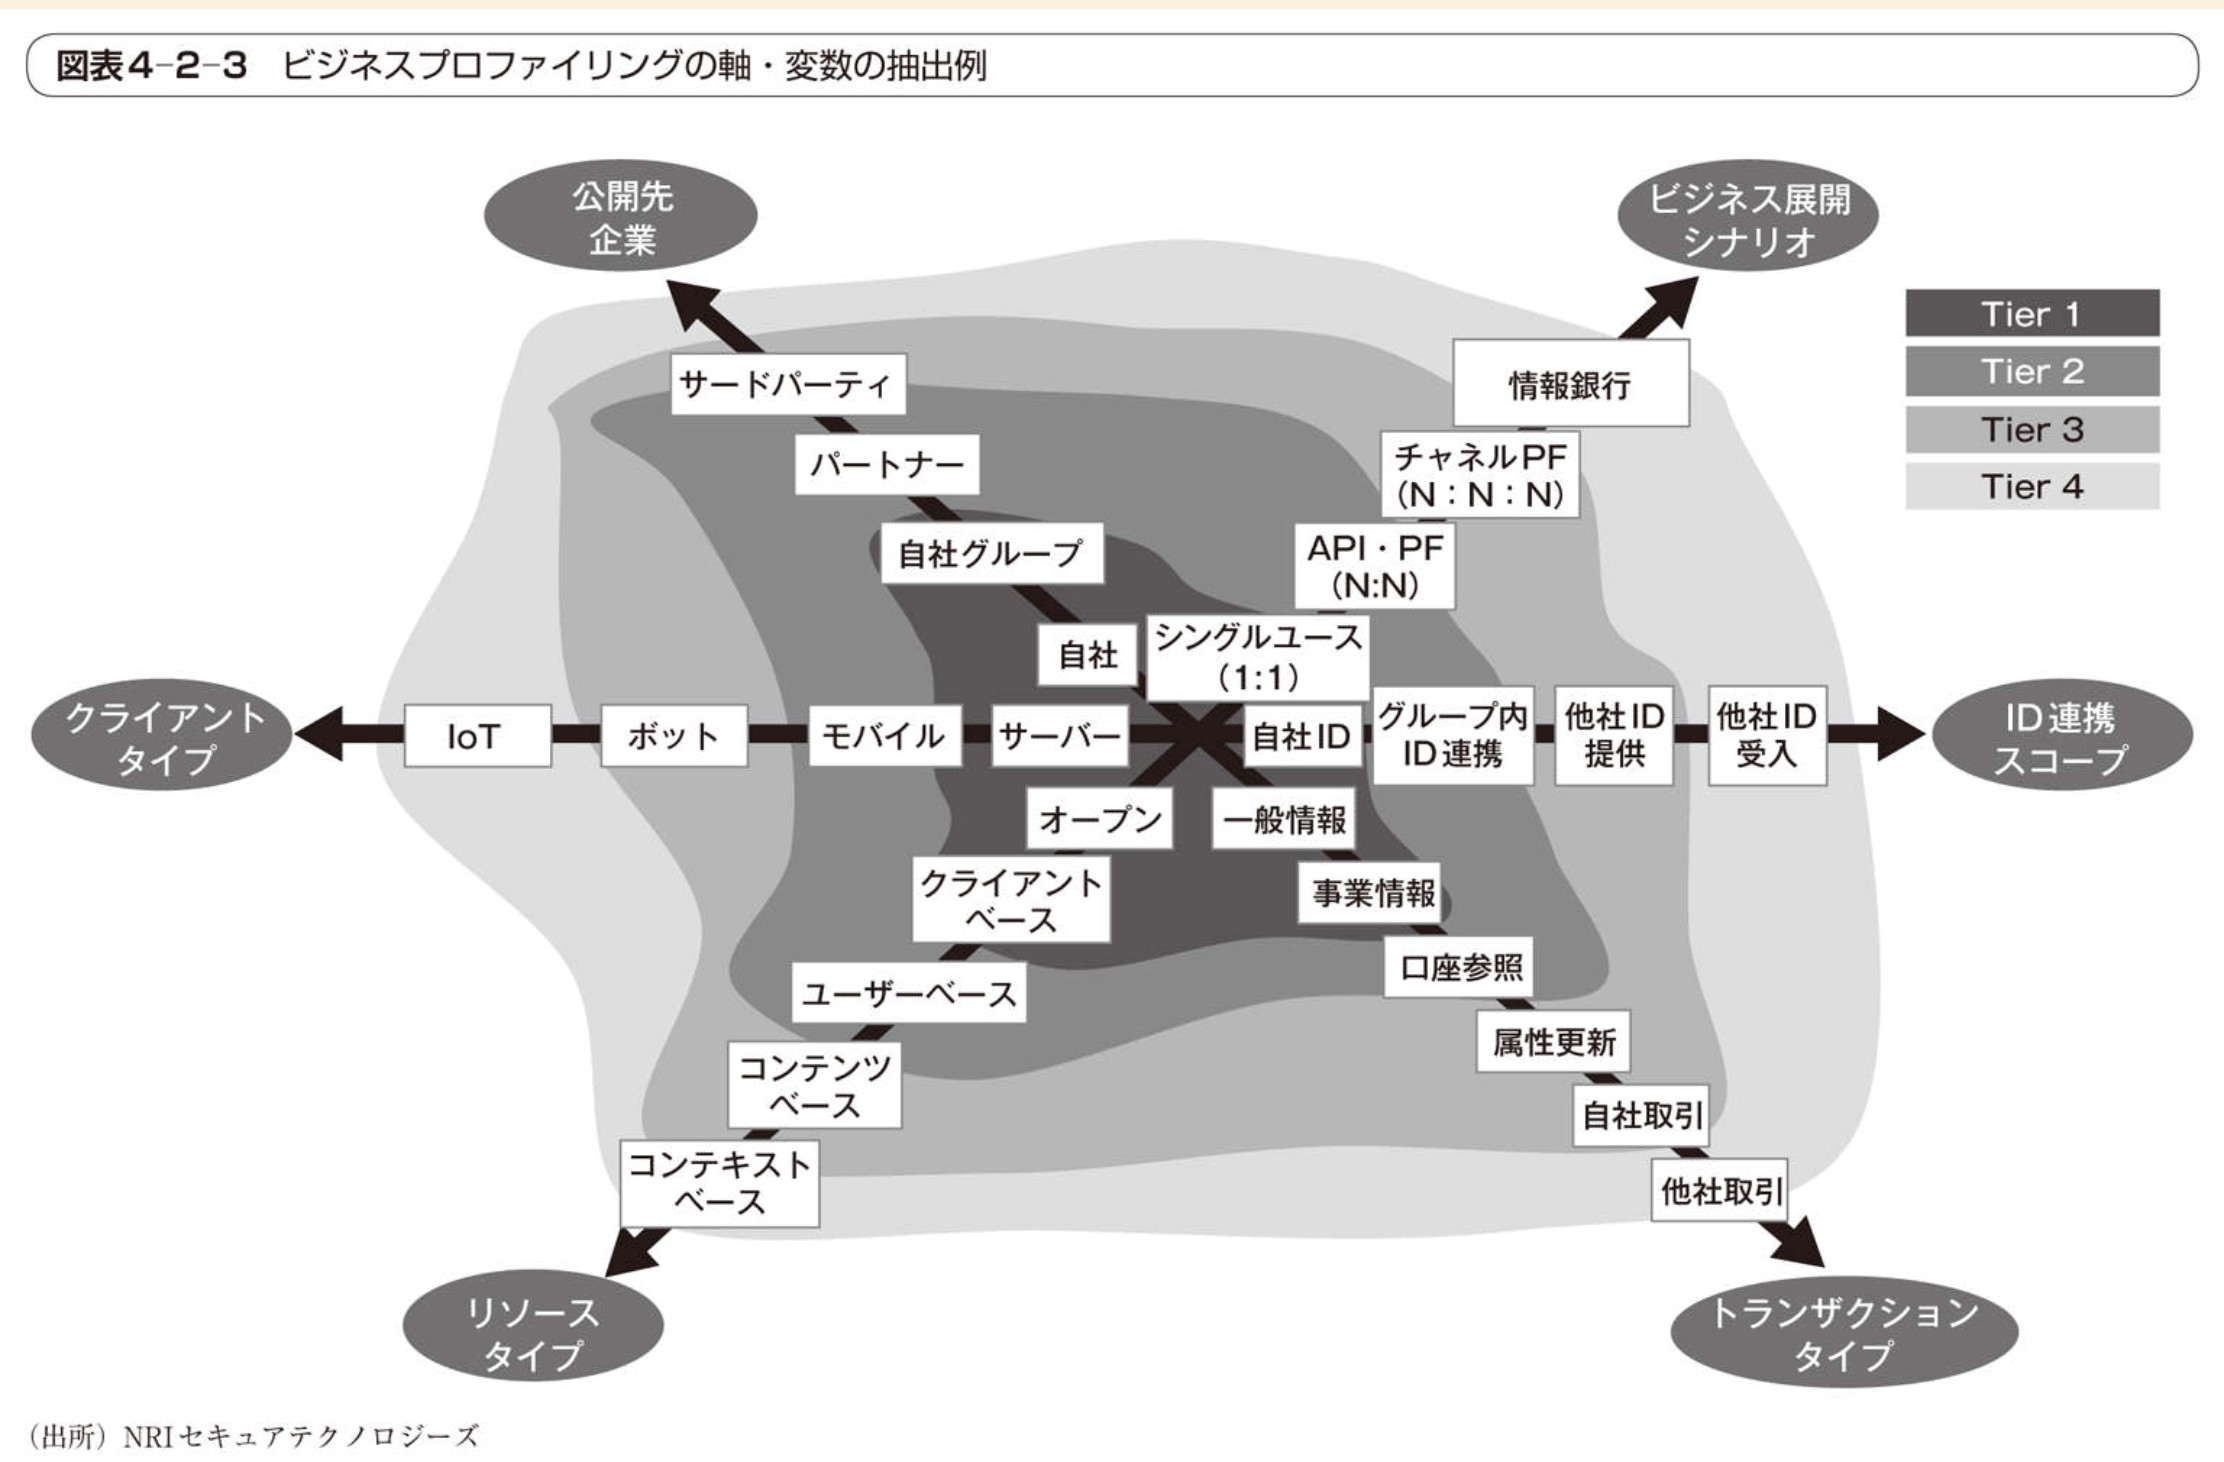 図表4-2-3　ビジネスプロファイリングの軸・変数の抽出例
公開先
企業
ビジネス展開
シナリオ
Tier 1
Tier 2
Tier 3
Tier 4
サードパーティ
パートナー
自社グループ
自社
情報銀行
チャネルPF
(N：N：N)
API・PF
(N:N)
シングルユース
(1:1)
クライアント
タイプ
IoT
ボット
モバイル
サーバー
自社ID
グループ内
ID連携
他社ID
提供
他社ID
受入
ID連携
スコープ
オープン
クライアント
ベース
ユーザーベース
コンテンツ
ベース
コンテキスト
ベース
リソース
タイプ
一般情報
事業情報
口座参照
属性更新
自社取引
他社取引
トランザクション
タイプ
（出所）NRIセキュアテクノロジーズ